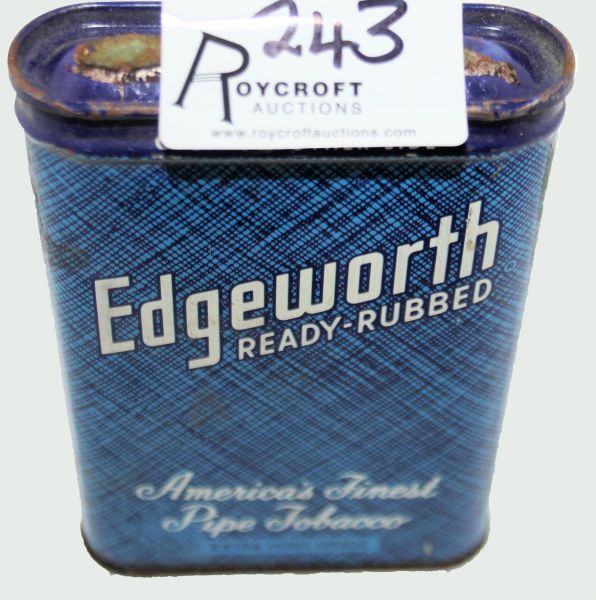 243
ROYCROFT
AUCTIONS
www.roycroftauctions.com
Edgeworth
READY-RUBBED
America's Finest
Pipe Tobacco